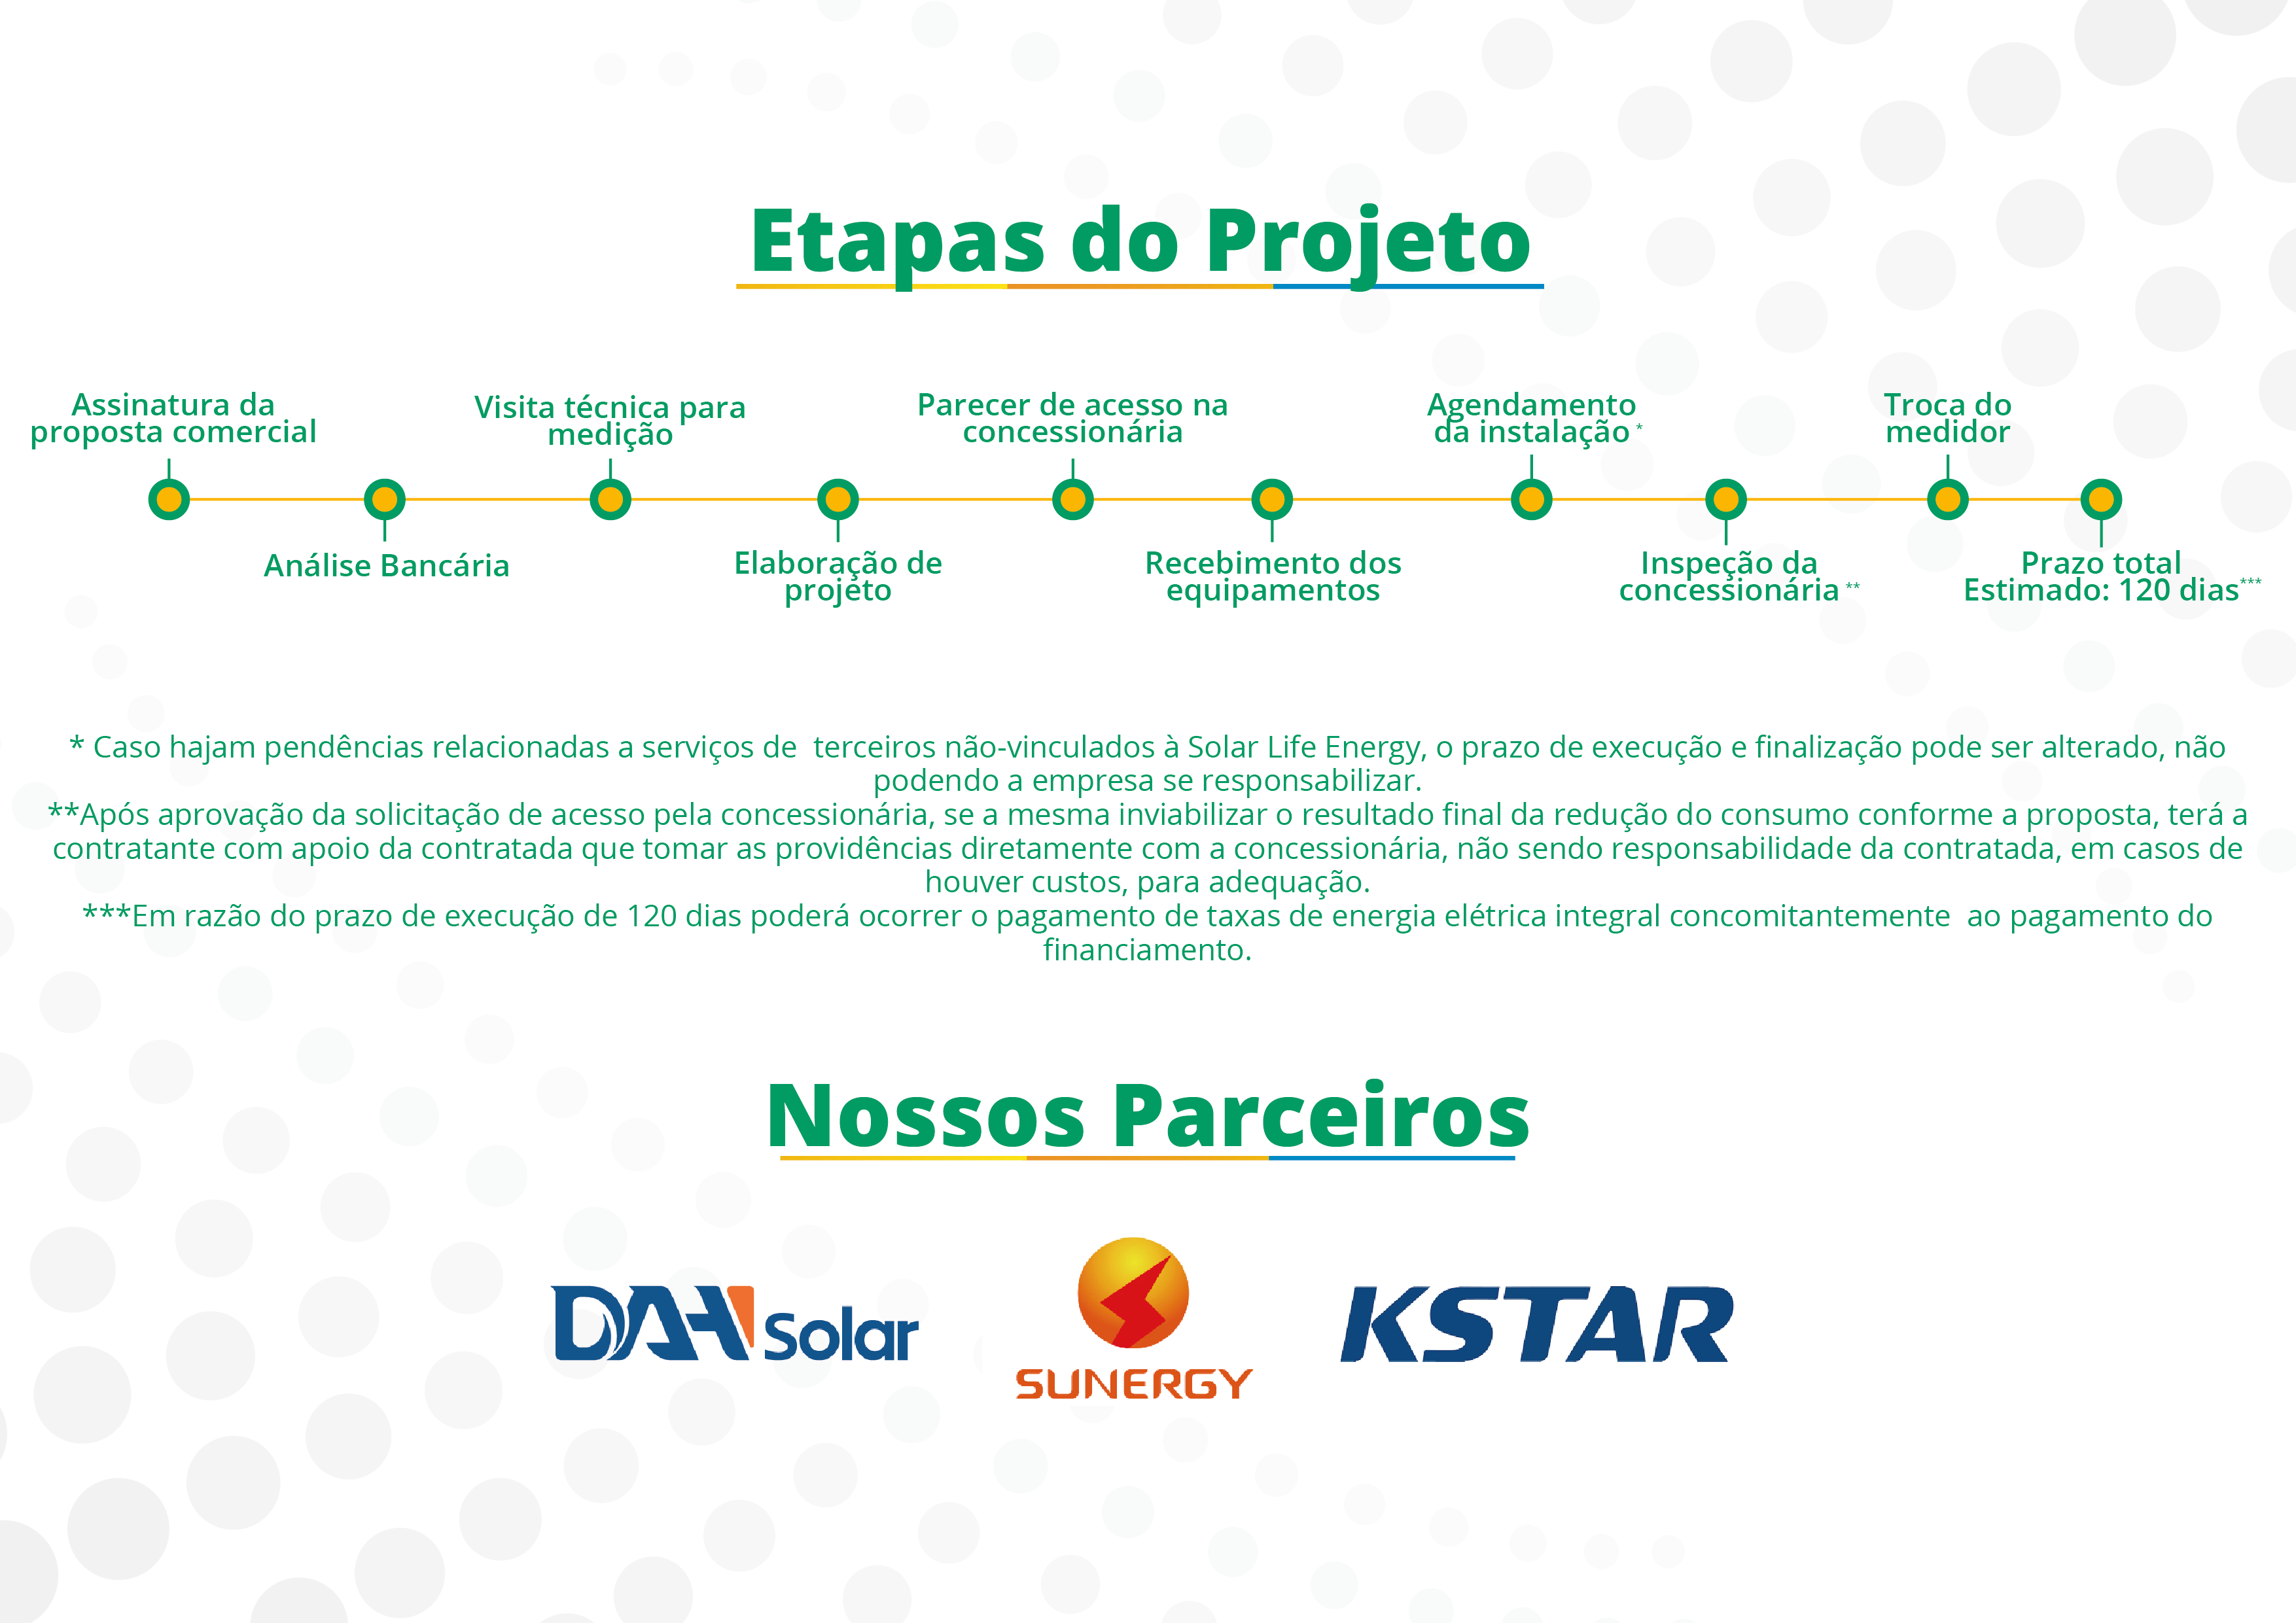 Etapas do Projeto
Assinatura da
proposta comercial
Análise Bancária
Visita técnica para
medição
Elaboração de
projeto
Parecer de acesso na
concessionária
Recebimento dos
equipamentos
Agendamento
da instalação *
Inspeção da
concessionária **
Troca do
medidor
Prazo total
Estimado: 120 dias***
* Caso hajam pendências relacionadas a serviços de  terceiros não-vinculados à Solar Life Energy, o prazo de execução e finalização pode ser alterado, não
podendo a empresa se responsabilizar.
**Após aprovação da solicitação de acesso pela concessionária, se a mesma inviabilizar o resultado final da redução do consumo conforme a proposta, terá a
contratante com apoio da contratada que tomar as providências diretamente com a concessionária, não sendo responsabilidade da contratada, em casos de
houver custos, para adequação.
***Em razão do prazo de execução de 120 dias poderá ocorrer o pagamento de taxas de energia elétrica integral concomitantemente  ao pagamento do
financiamento.
Nossos Parceiros
DAH Solar
SUNERGY
KSTAR